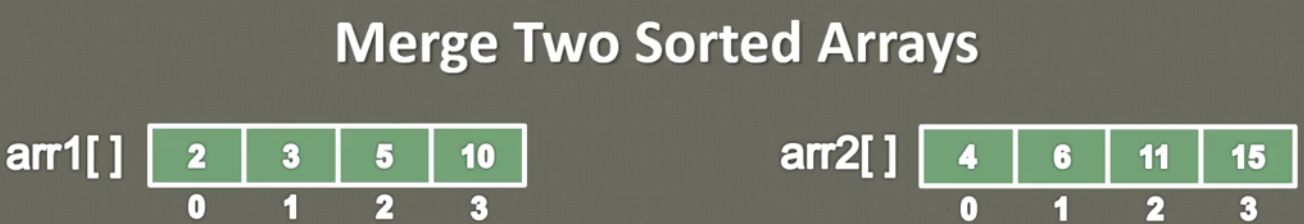 Merge Two Sorted Arrays
arr1[ ] 2 3 5 10
0 1 2 3
arr2[ ] 4 6 11 15
0 1 2 3